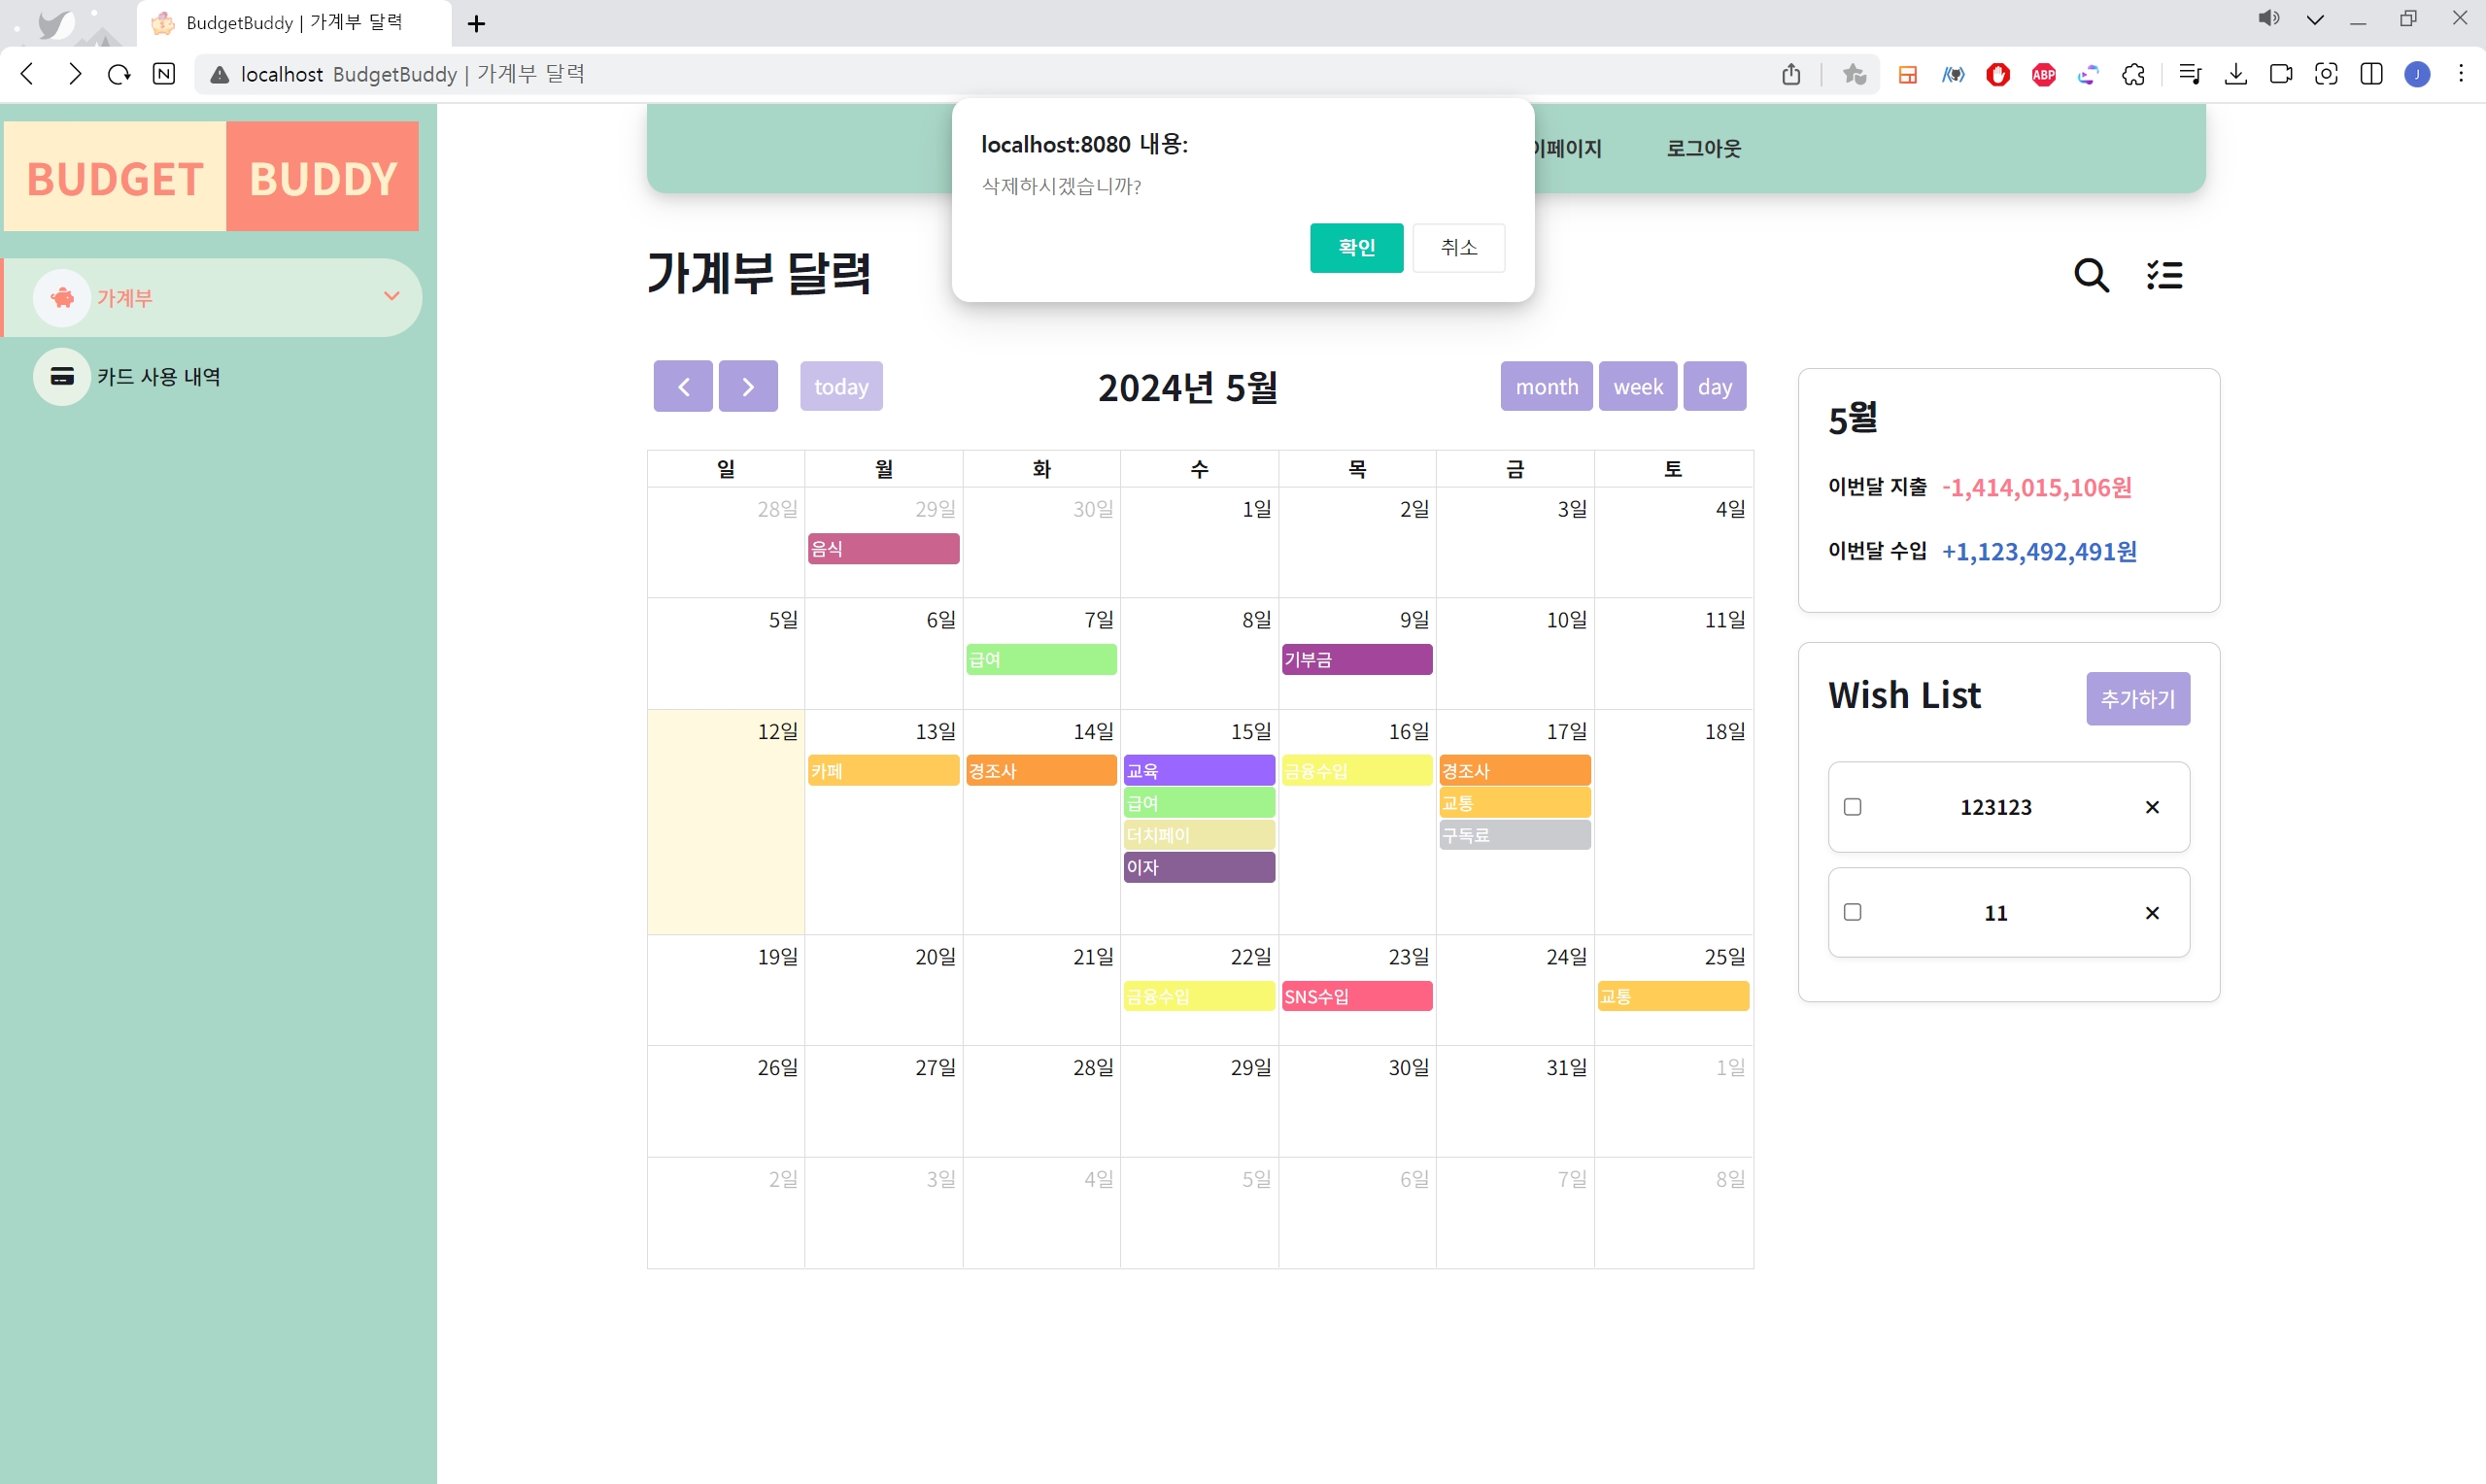 BudgetBuddy | 가계부 달력
localhost BudgetBuddy | 가계부 달력
ABP
J
BUDGET BUDDY
가계부
카드 사용 내역
이페이지
로그아웃
localhost:8080 내용:
삭제하시겠습니까?
확인
취소
가계부 달력
today
2024년 5월
month week day
일 월 화 수 목 금 토
28일 29일 30일 1일 2일 3일 4일
음식
5일 6일 7일 8일 9일 10일 11일
급여 기부금
12일 13일 14일 15일 16일 17일 18일
카페 경조사 교육 금융수입 경조사
급여 교통
더치페이 구독료
이자
19일 20일 21일 22일 23일 24일 25일
금융수입 SNS수입 교통
26일 27일 28일 29일 30일 31일 1일
2일 3일 4일 5일 6일 7일 8일
5월
이번달 지출 -1,414,015,106원
이번달 수입 +1,123,492,491원
Wish List
추가하기
123123
11